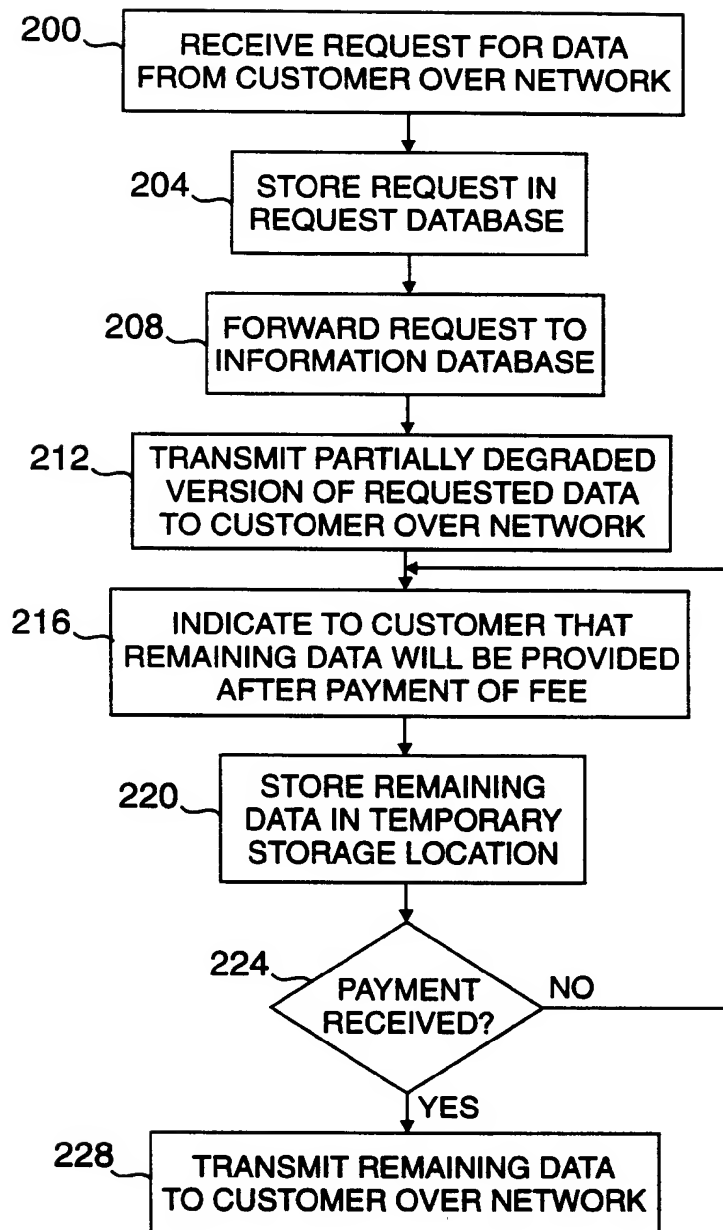 200
RECEIVE REQUEST FOR DATA
FROM CUSTOMER OVER NETWORK
204
STORE REQUEST IN
REQUEST DATABASE
208
FORWARD REQUEST TO
INFORMATION DATABASE
212
TRANSMIT PARTIALLY DEGRADED
VERSION OF REQUESTED DATA
TO CUSTOMER OVER NETWORK
216
INDICATE TO CUSTOMER THAT
REMAINING DATA WILL BE PROVIDED
AFTER PAYMENT OF FEE
220
STORE REMAINING
DATA IN TEMPORARY
STORAGE LOCATION
224
PAYMENT
RECEIVED?
NO
YES
228
TRANSMIT REMAINING DATA
TO CUSTOMER OVER NETWORK